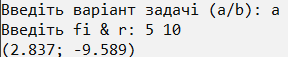 Введіть варіант задачі (a/b): a
Введіть fi & r: 5 10
(2.837; -9.589)